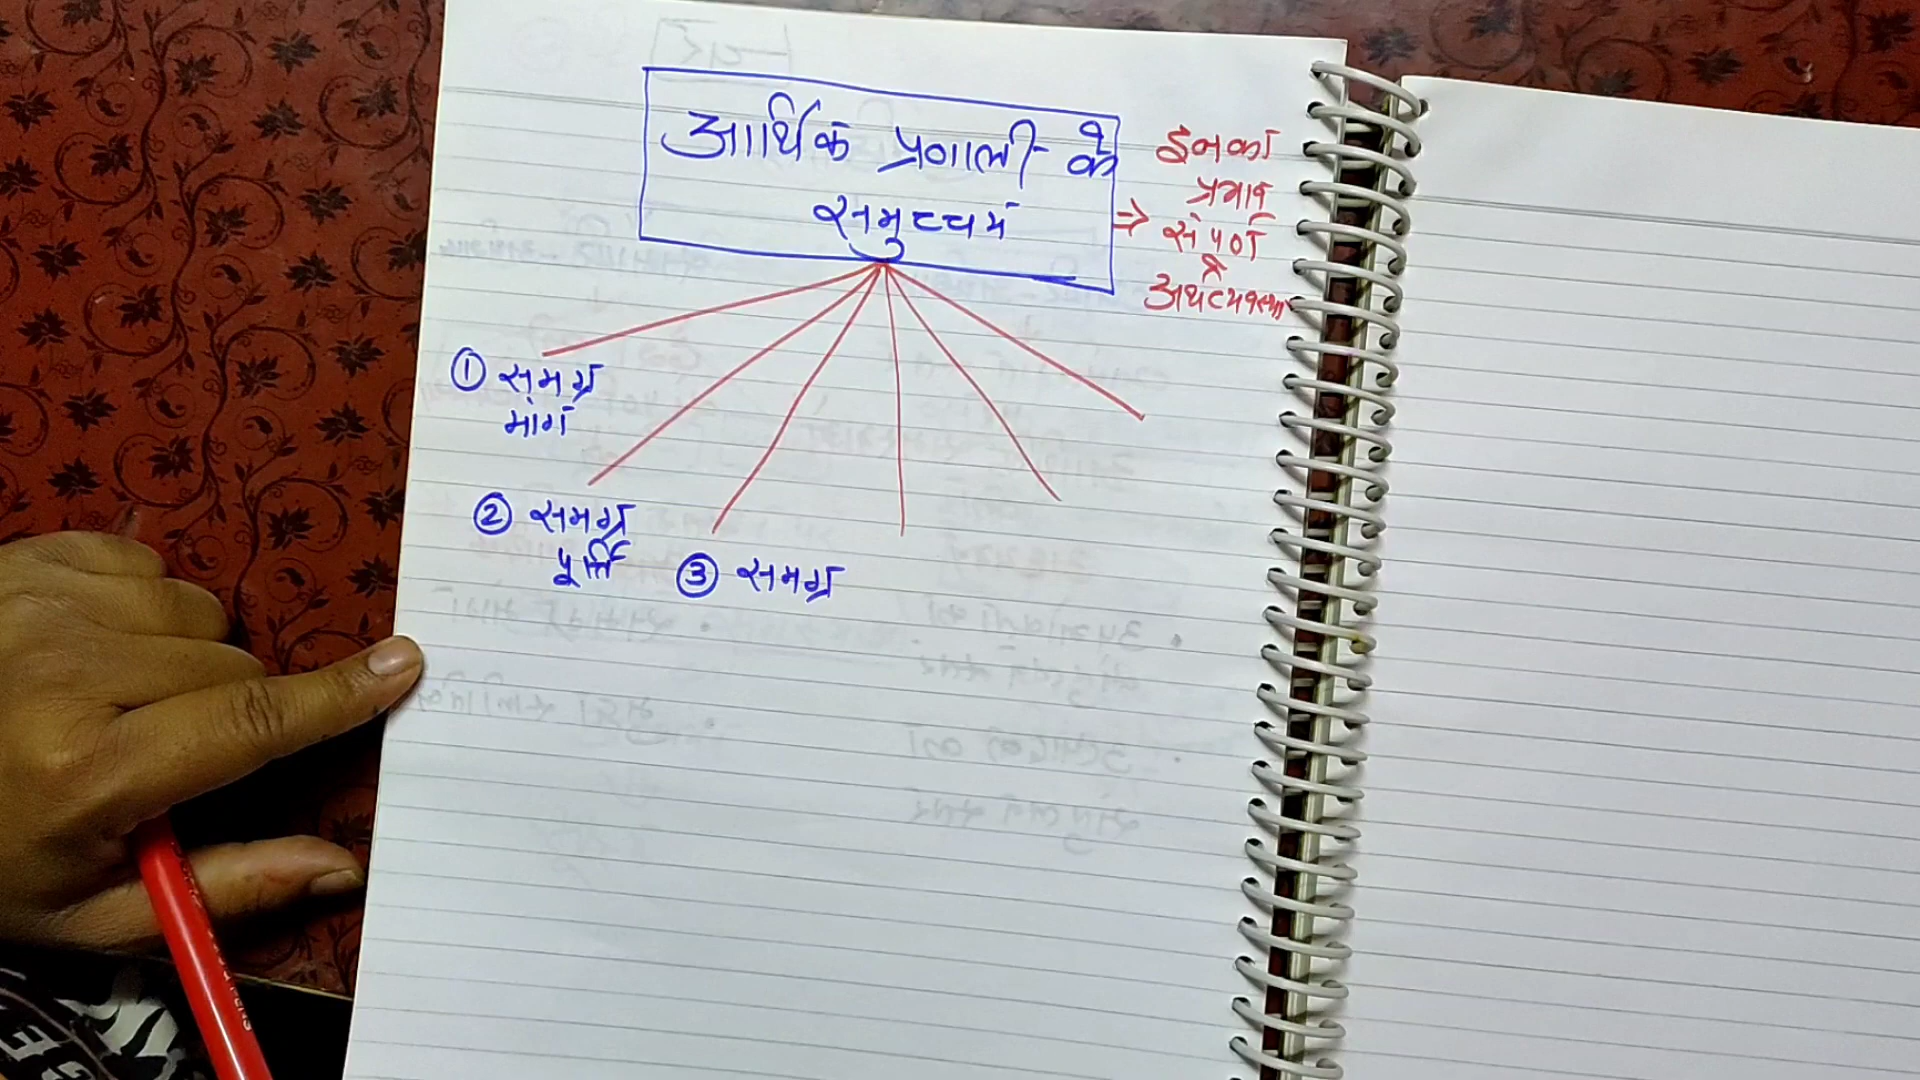 आर्थिक प्रणाली के
समुच्चय
⇒ इनका
प्रभाव
संपूर्ण
अर्थव्यवस्था
① समग्र
मांग
② समग्र
पूर्ति
③ समग्र